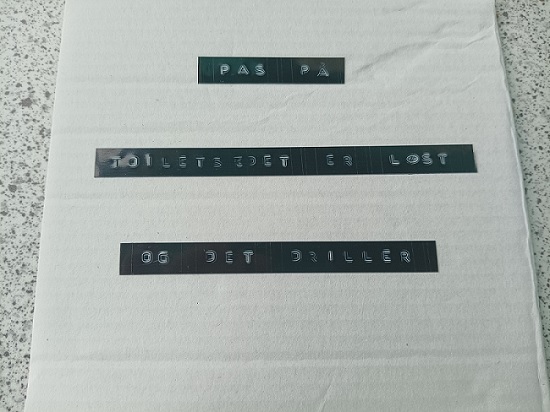 PAS PÅ
TOILETSÆDET ER LØST
OG DET DRILLER